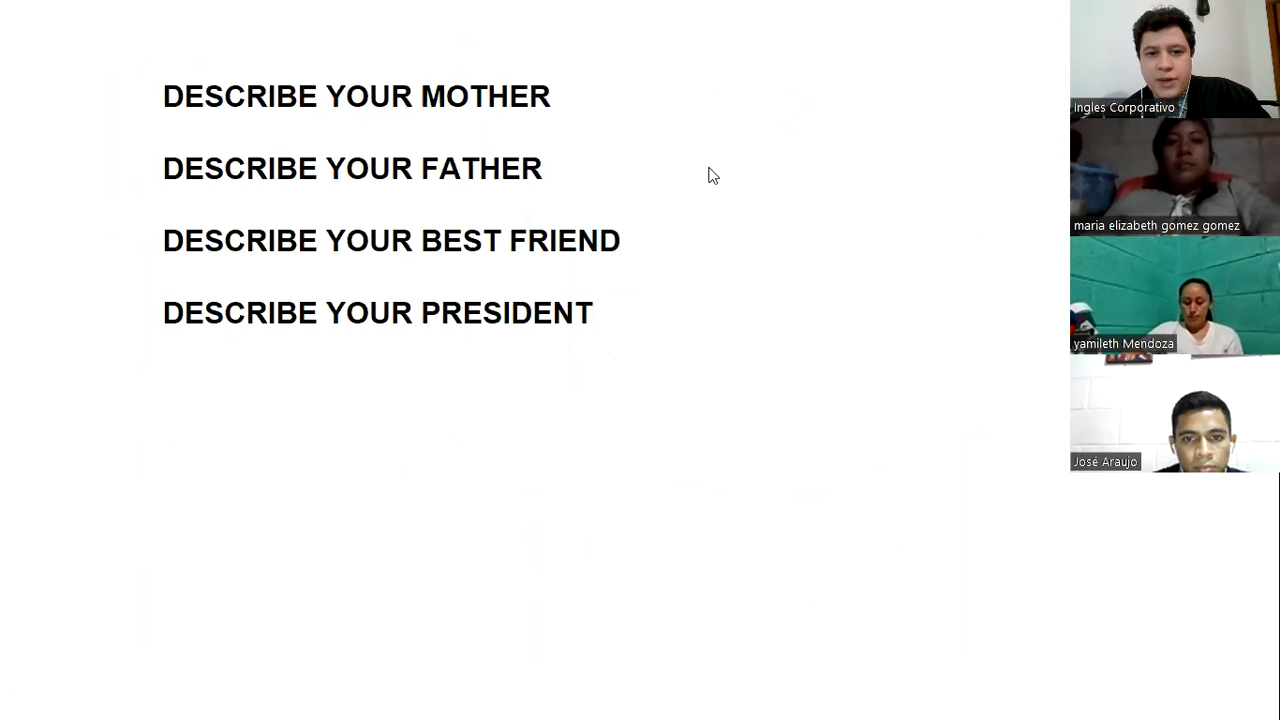 DESCRIBE YOUR MOTHER
DESCRIBE YOUR FATHER
DESCRIBE YOUR BEST FRIEND
DESCRIBE YOUR PRESIDENT
Ingles Corporativo
maria elizabeth gomez gomez
yamileth Mendoza
José Araujo